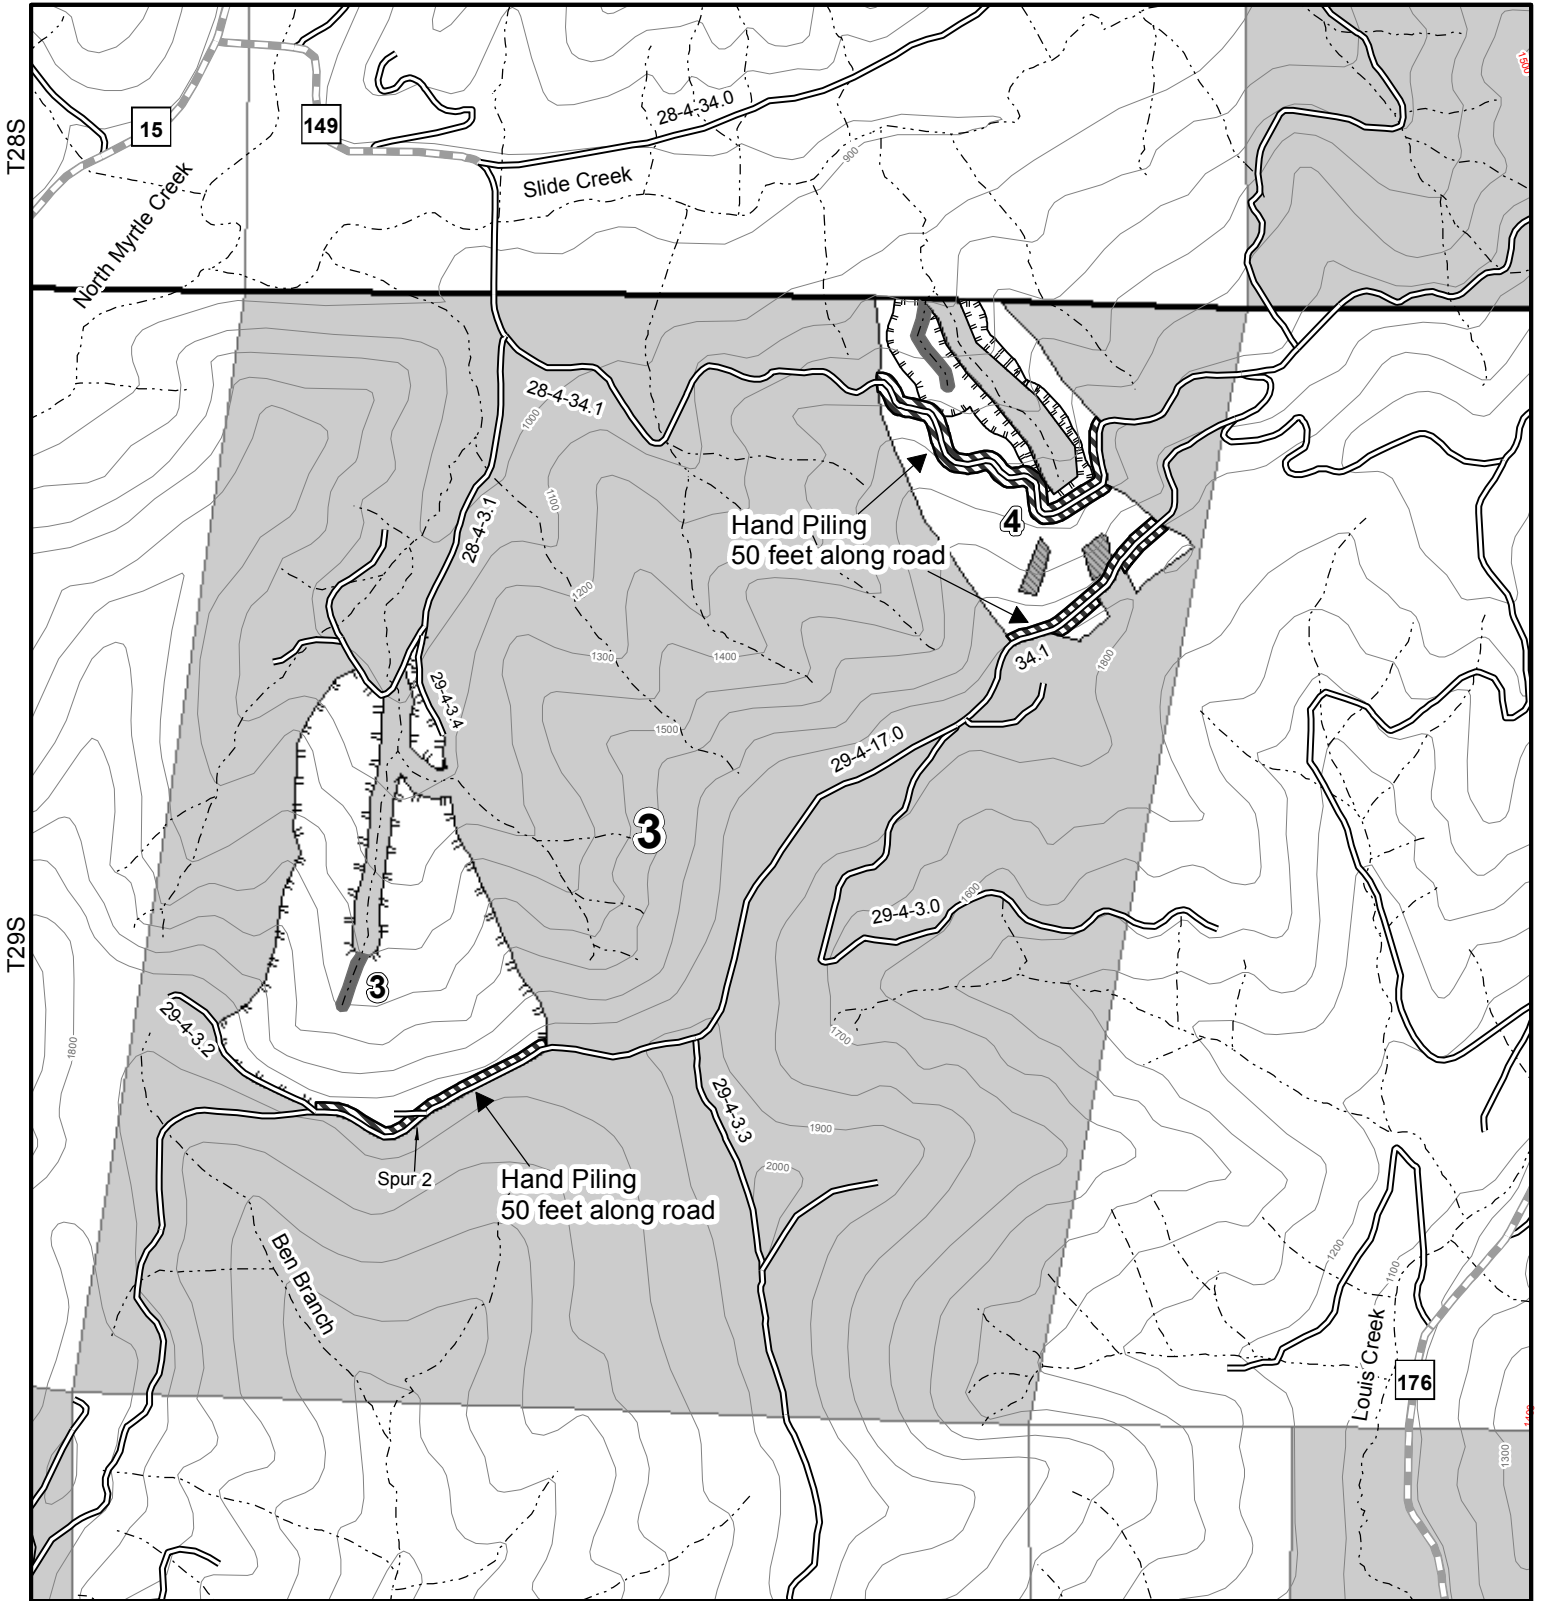 T28S
15
149
28-4-34.0
1500
900
Slide Creek
North Myrtle Creek
28-4-34.1
1000
1100
28-4-3.1
Hand Piling
50 feet along road
4
1200
1300
1400
34.1
1800
29-4-3.4
1500
29-4-17.0
3
1600
29-4-3.0
T29S
3
29-4-3.2
1700
1800
29-4-3.3
1900
2000
Spur 2
Hand Piling
50 feet along road
Ben Branch
1200
1100
Louis Creek
176
1300